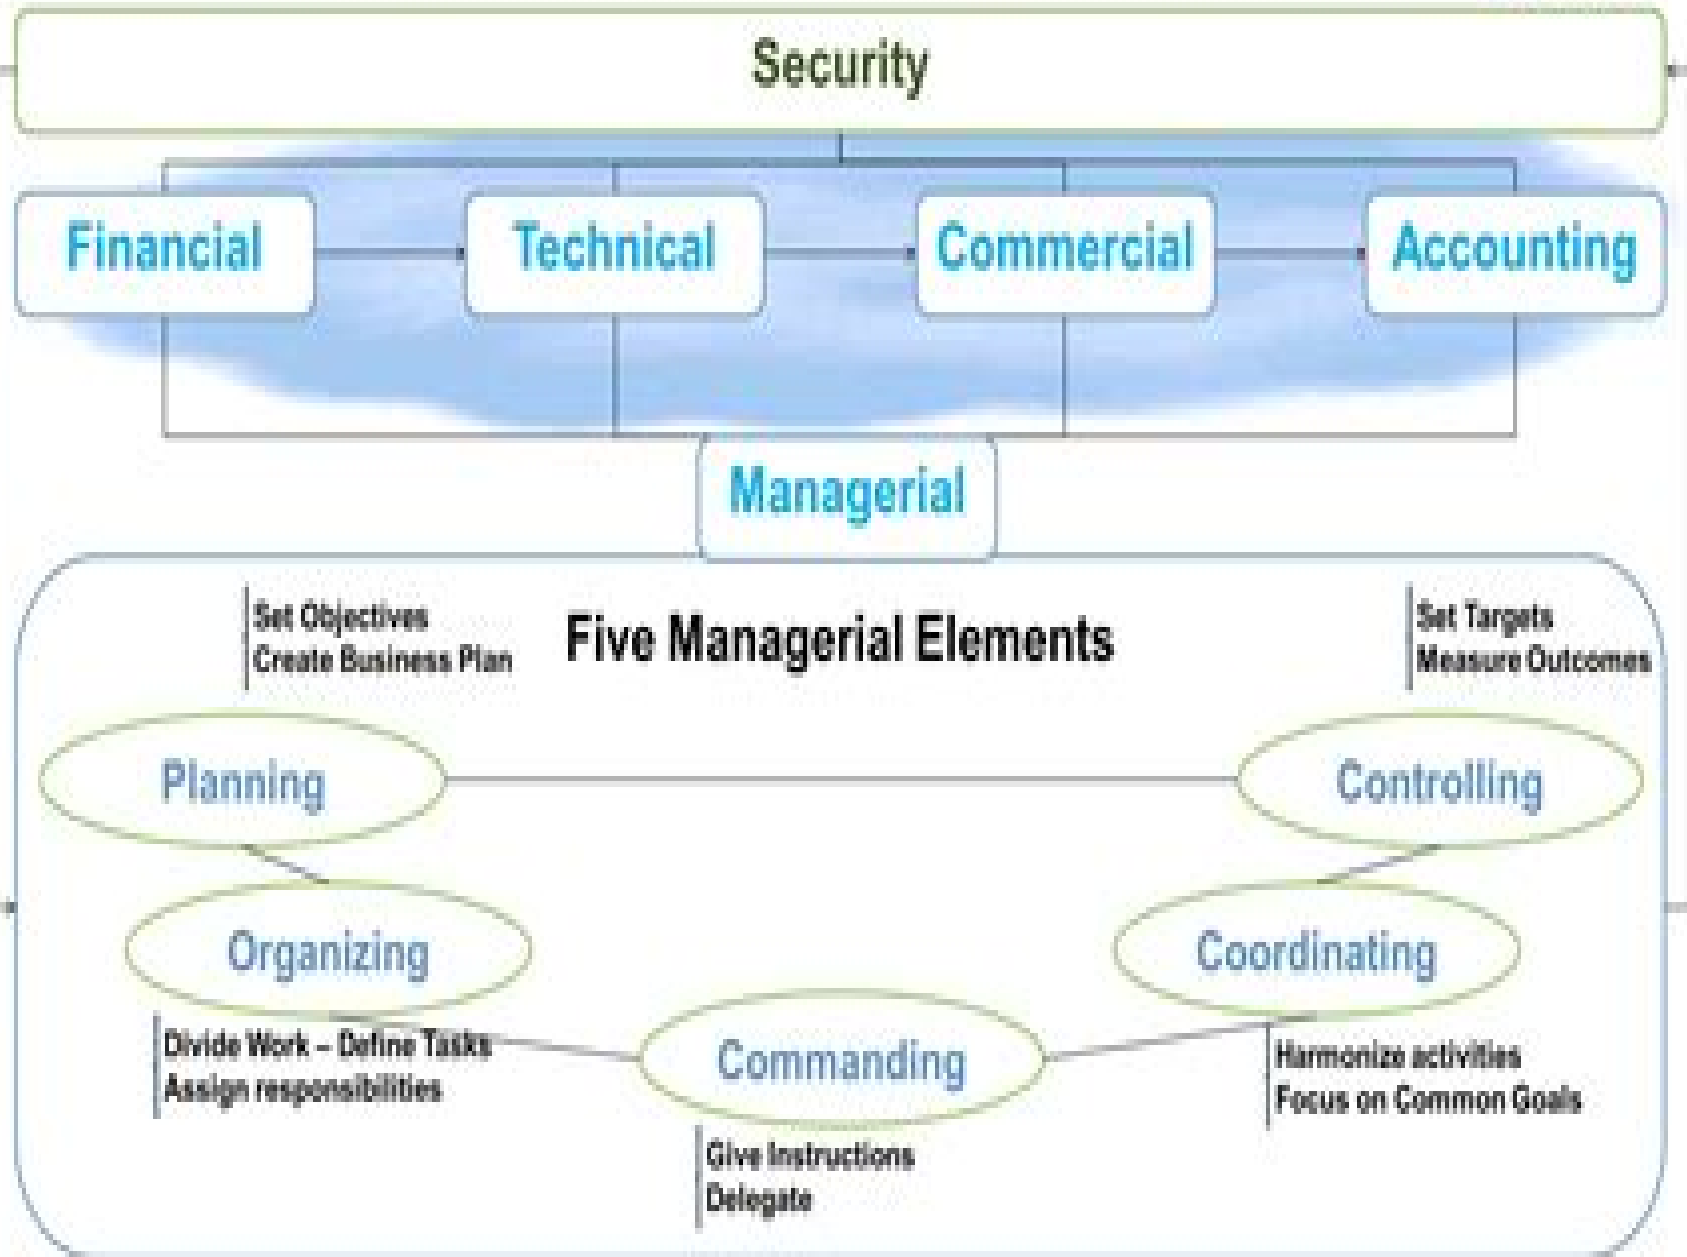 Security
Financial
Technical
Commercial
Accounting
Managerial
Five Managerial Elements
Set Objectives
Create Business Plan
Set Targets
Measure Outcomes
Planning
Controlling
Organizing
Coordinating
Divide Work – Define Tasks
Assign responsibilities
Commanding
Harmonize activities
Focus on Common Goals
Give Instructions
Delegate